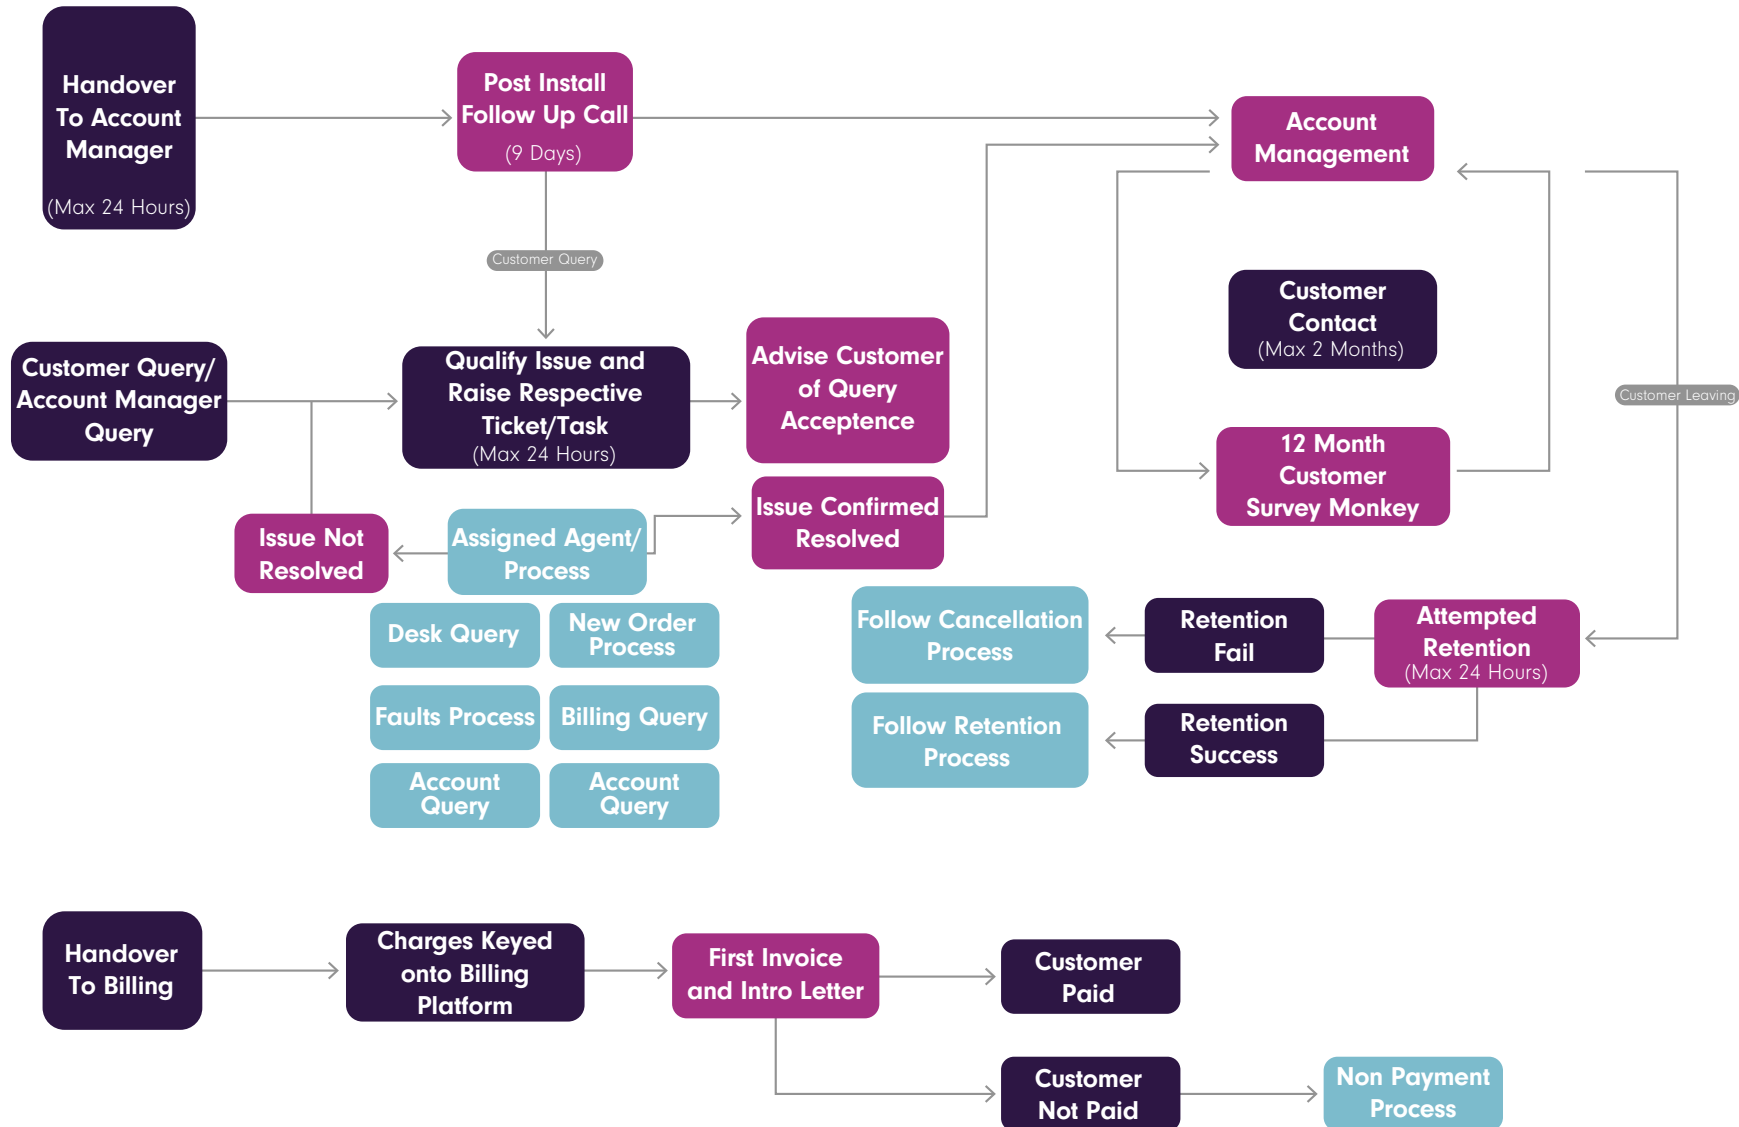 Handover
To Account
Manager
(Max 24 Hours)
Post Install
Follow Up Call
(9 Days)
Account
Management
Customer Query
Customer
Contact
(Max 2 Months)
Customer Query/
Account Manager
Query
Qualify Issue and
Raise Respective
Ticket/Task
(Max 24 Hours)
Advise Customer
of Query
Acceptence
Customer Leaving
12 Month
Customer
Survey Monkey
Issue Not
Resolved
Assigned Agent/
Process
Issue Confirmed
Resolved
Desk Query
New Order
Process
Faults Process
Billing Query
Account
Query
Account
Query
Follow Cancellation
Process
Retention
Fail
Attempted
Retention
(Max 24 Hours)
Follow Retention
Process
Retention
Success
Handover
To Billing
Charges Keyed
onto Billing
Platform
First Invoice
and Intro Letter
Customer
Paid
Customer
Not Paid
Non Payment
Process